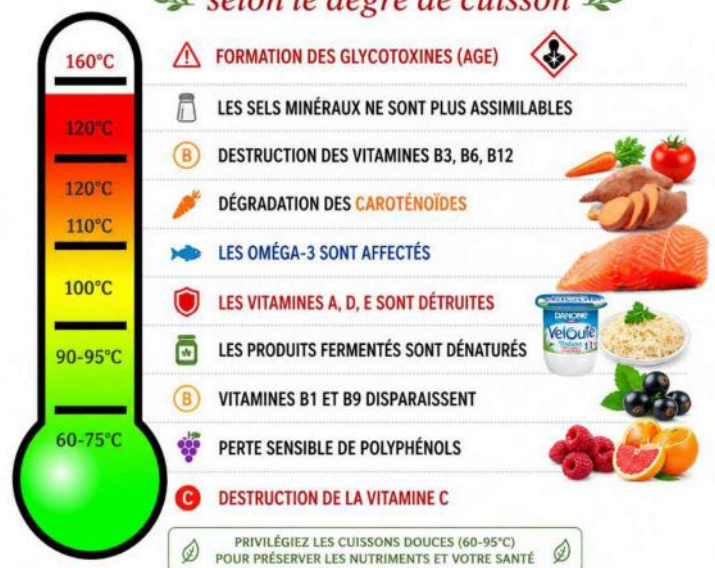 selon le degré de cuisson
160°C
FORMATION DES GLYCOTOXINES (AGE)
LES SELS MINÉRAUX NE SONT PLUS ASSIMILABLES
120°C
DESTRUCTION DES VITAMINES B3, B6, B12
B
120°C
DÉGRADATION DES CAROTÉNOÏDES
110°C
LES OMÉGA-3 SONT AFFECTÉS
100°C
LES VITAMINES A, D, E SONT DÉTRUITES
DANONE
Velouté
90-95°C
LES PRODUITS FERMENTÉS SONT DÉNATURÉS
B
VITAMINES B1 ET B9 DISPARAISSENT
60-75°C
PERTE SENSIBLE DE POLYPHÉNOLS
C
DESTRUCTION DE LA VITAMINE C
PRIVILÉGIEZ LES CUISSONS DOUCES (60-95°C)
POUR PRÉSERVER LES NUTRIMENTS ET VOTRE SANTÉ